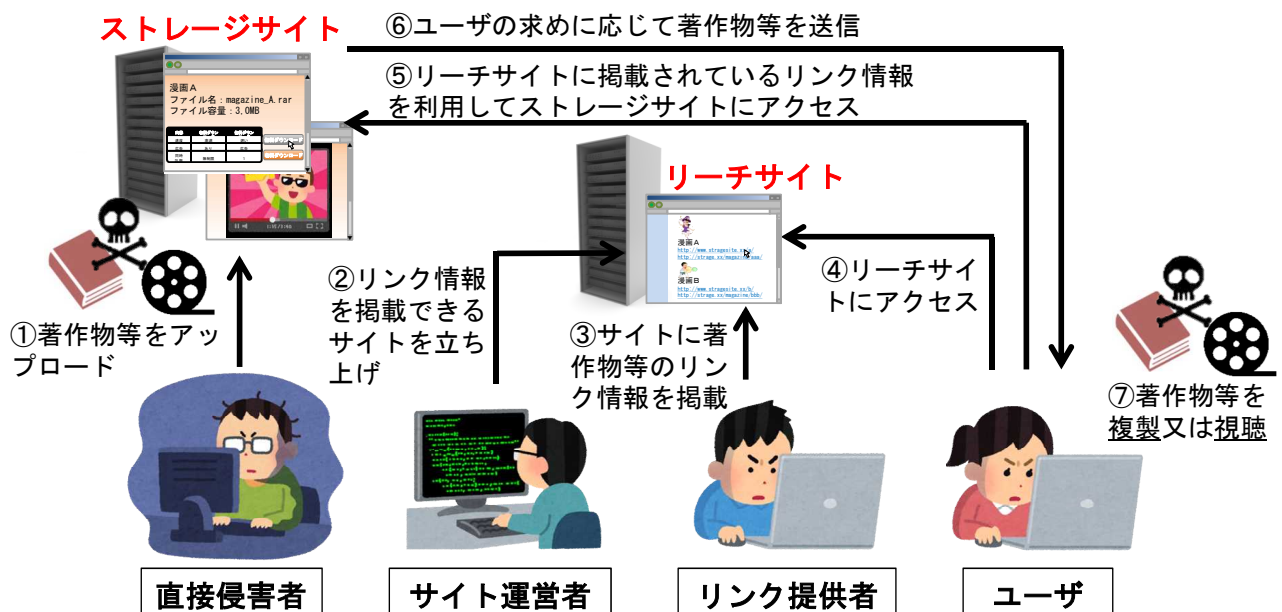 ストレージサイト
⑥ユーザの求めに応じて著作物等を送信
⑤リーチサイトに掲載されているリンク情報
を利用してストレージサイトにアクセス
漫画A
ファイル名:magazine_A.rar
ファイル容量:3.0MB
リーチサイト
漫画A
漫画B
①著作物等をアッ
プロード
②リンク情報
を掲載できる
サイトを立ち
上げ
③サイトに著
作物等のリン
ク情報を掲載
④リーチサイ
トにアクセス
⑦著作物等を
複製又は視聴
直接侵害者
サイト運営者
リンク提供者
ユーザ